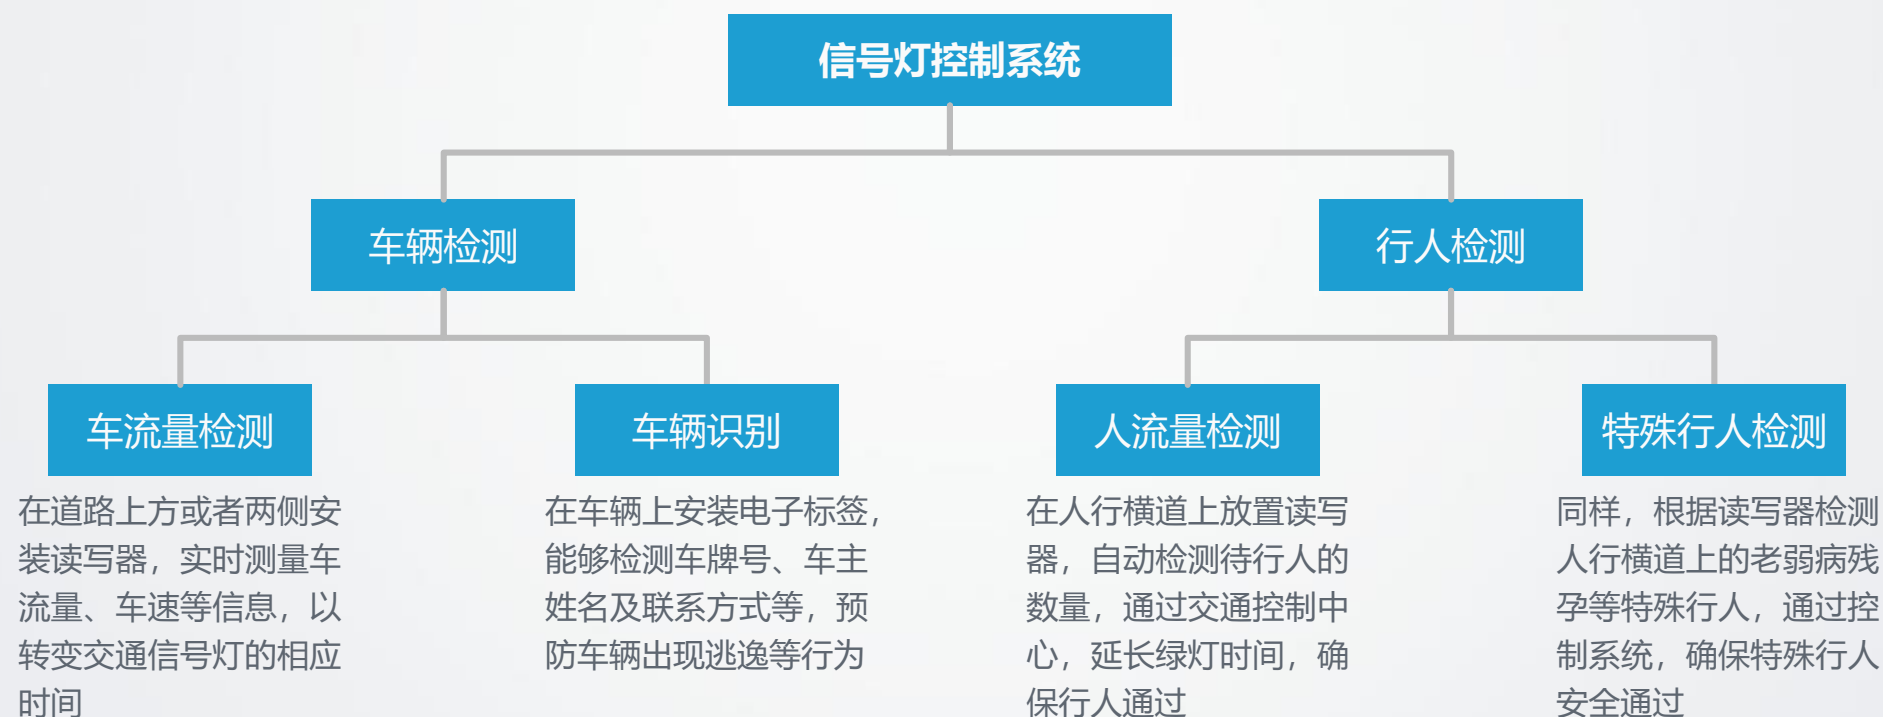 信号灯控制系统
车辆检测
行人检测
车流量检测
车辆识别
人流量检测
特殊行人检测
在道路上方或者两侧安
装读写器，实时测量车
流量、车速等信息，以
转变交通信号灯的相应
时间
在车辆上安装电子标签，
能够检测车牌号、车主
姓名及联系方式等，预
防车辆出现逃逸等行为
在人行横道上放置读写
器，自动检测待行人的
数量，通过交通控制中
心，延长绿灯时间，确
保行人通过
同样，根据读写器检测
人行横道上的老弱病残
孕等特殊行人，通过控
制系统，确保特殊行人
安全通过